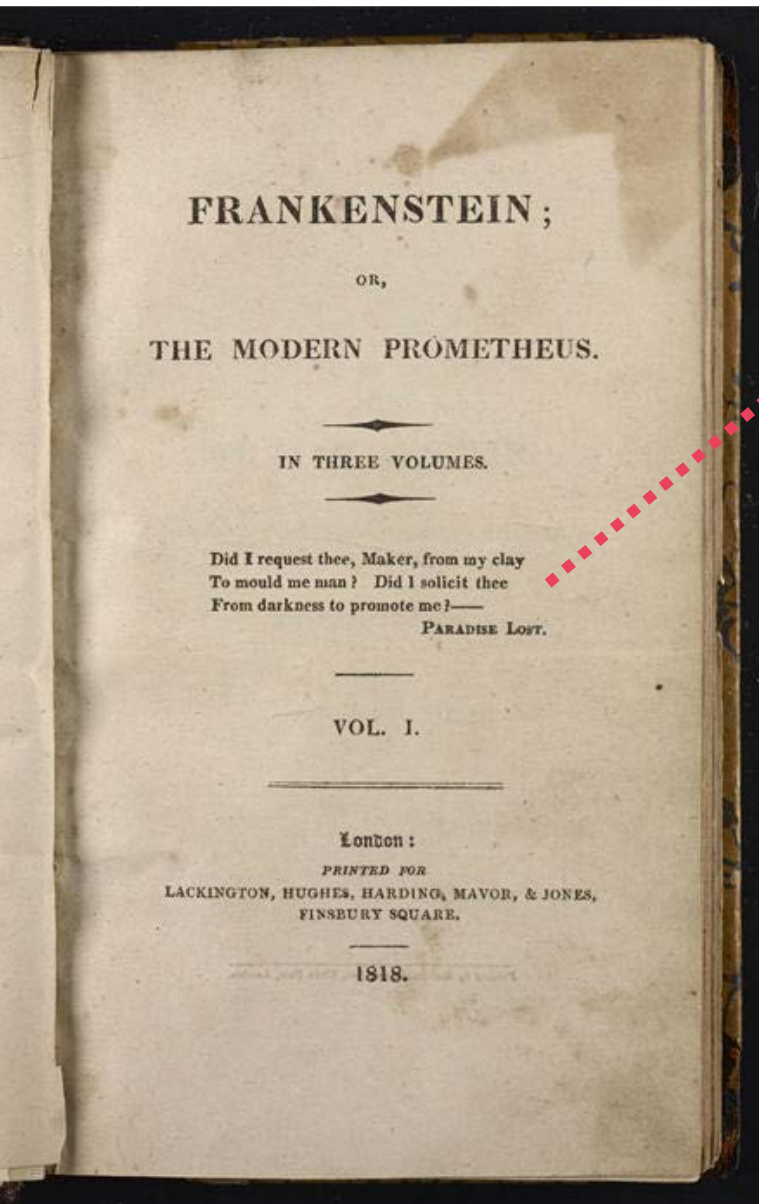 FRANKENSTEIN;
OR,
THE MODERN PROMETHEUS.
IN THREE VOLUMES.
Did I request thee, Maker, from my clay
To mould me man? Did I solicit thee
From darkness to promote me?——
PARADISE LOST.
VOL. I.
London:
PRINTED FOR
LACKINGTON, HUGHES, HARDING, MAVOR, & JONES,
FINSBURY SQUARE.
1818.